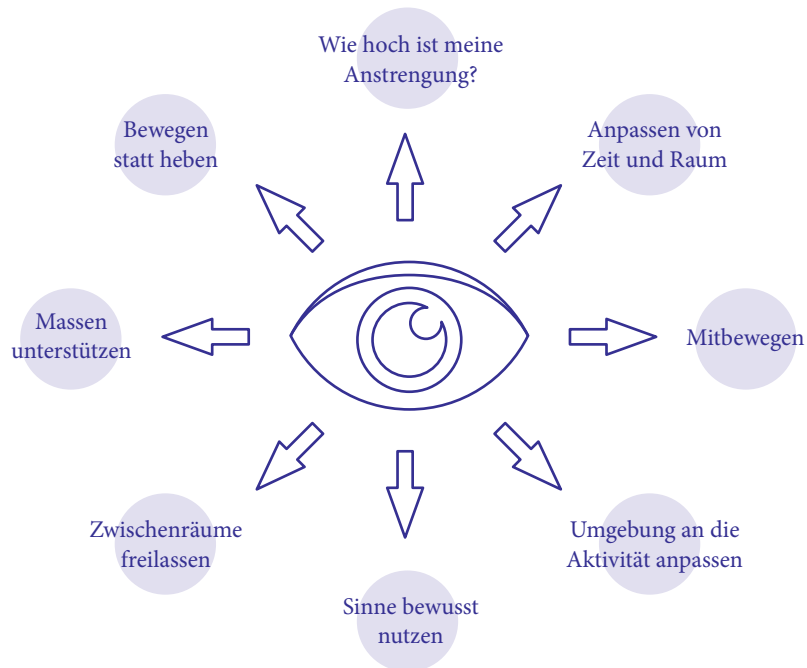 Wie hoch ist meine
Anstrengung?
Anpassen von
Zeit und Raum
Mitbewegen
Umgebung an die
Aktivität anpassen
Sinne bewusst
nutzen
Zwischenräume
freilassen
Massen
unterstützen
Bewegen
statt heben